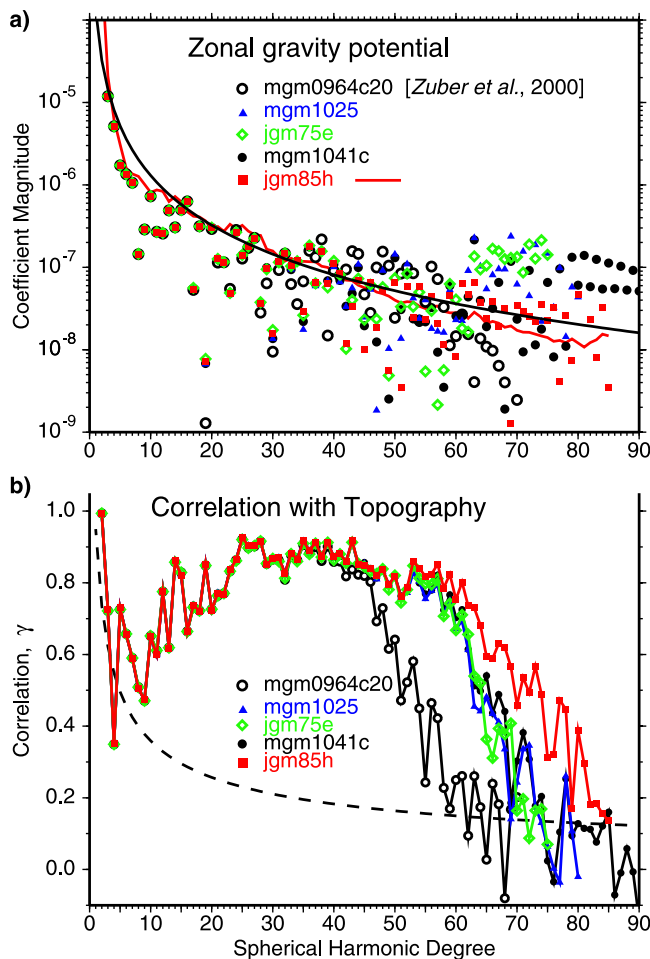 a)
Zonal gravity potential
mgm0964c20 [Zuber et al., 2000]
mgm1025
jgm75e
mgm1041c
jgm85h
Coefficient Magnitude
10-5
10-6
10-7
10-8
10-9
0 10 20 30 40 50 60 70 80 90
b)
Correlation with Topography
mgm0964c20
mgm1025
jgm75e
mgm1041c
jgm85h
Correlation, γ
1.0
0.8
0.6
0.4
0.2
0.0
0 10 20 30 40 50 60 70 80 90
Spherical Harmonic Degree